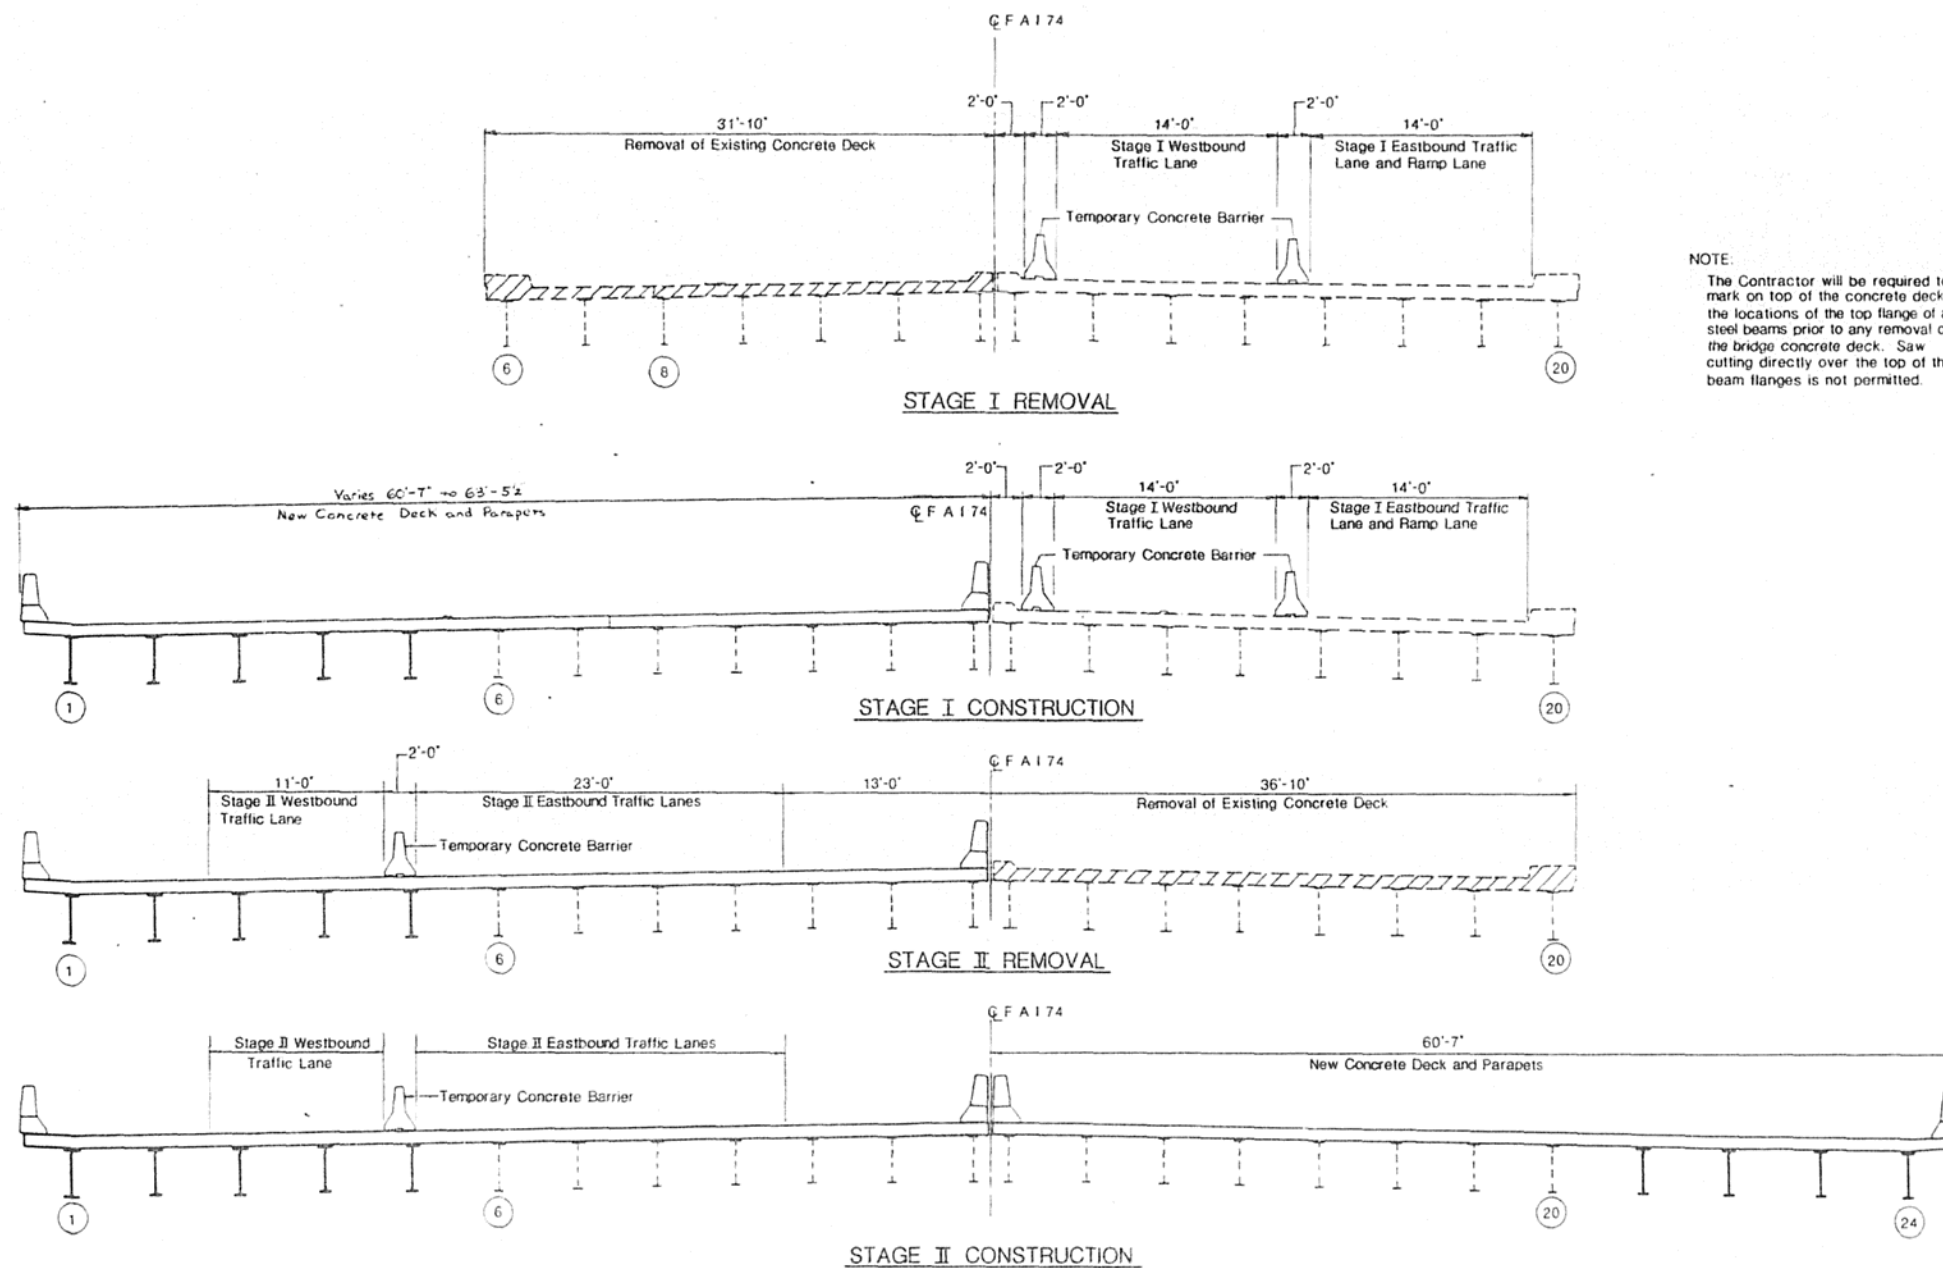 ℄ F A I 74
2'-0" 2'-0" 2'-0"
31'-10" 14'-0" 14'-0"
Removal of Existing Concrete Deck
Stage I Westbound
Traffic Lane
Stage I Eastbound Traffic
Lane and Ramp Lane
Temporary Concrete Barrier
6 8 20
STAGE I REMOVAL
NOTE:
The Contractor will be required
mark on top of the concrete deck
the locations of the top flange of
steel beams prior to any removal
the bridge concrete deck. Saw
cutting directly over the top of
beam flanges is not permitted.
2'-0" 2'-0" 2'-0"
Varies 60'-7" to 63'-5½
New Concrete Deck and Parapets
℄ F A I 74
14'-0" 14'-0"
Stage I Westbound
Traffic Lane
Stage I Eastbound Traffic
Lane and Ramp Lane
Temporary Concrete Barrier
1 6 20
STAGE I CONSTRUCTION
2'-0"
℄ F A I 74
11'-0" 23'-0" 13'-0" 36'-10"
Stage II Westbound
Traffic Lane
Stage II Eastbound Traffic Lanes
Removal of Existing Concrete Deck
Temporary Concrete Barrier
1 6 20
STAGE II REMOVAL
℄ F A I 74
Stage II Westbound
Traffic Lane
Stage II Eastbound Traffic Lanes
60'-7"
New Concrete Deck and Parapets
Temporary Concrete Barrier
1 6 20 24
STAGE II CONSTRUCTION